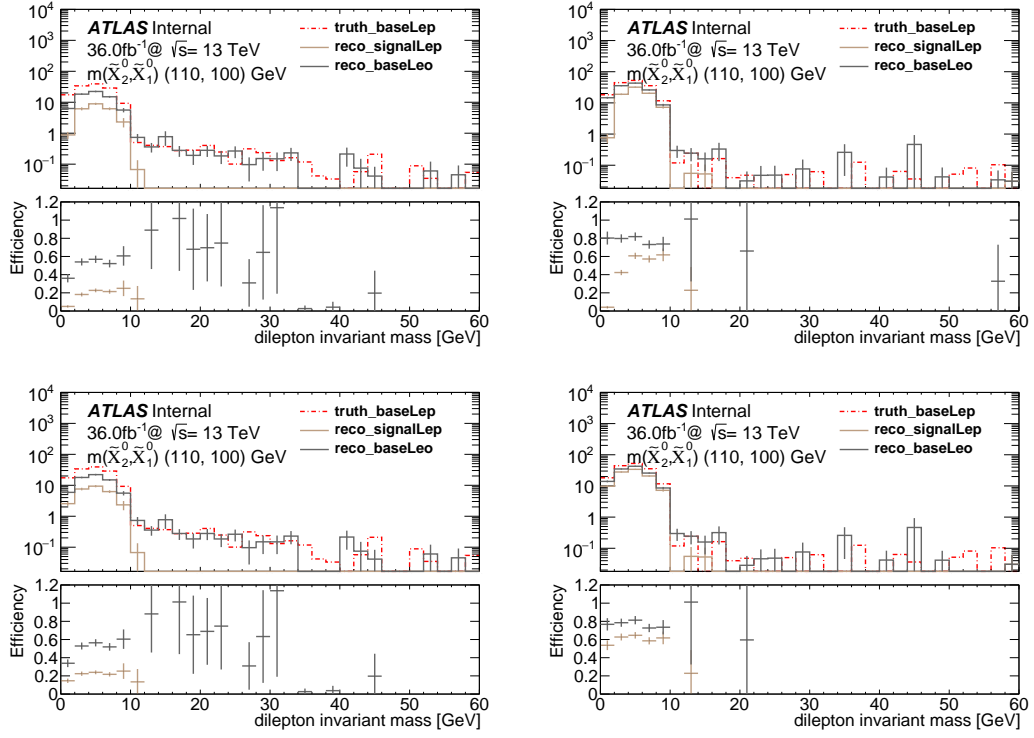 ATLAS Internal
36.0fb⁻¹@ √s= 13 TeV
m(χ̃⁰₂,χ̃⁰₁) (110, 100) GeV
truth_baseLep
reco_signalLep
reco_baseLeo
10⁴
10³
10²
10
1
10⁻¹
Efficiency
1.2
1
0.8
0.6
0.4
0.2
0
0 10 20 30 40 50 60
dilepton invariant mass [GeV]
ATLAS Internal
36.0fb⁻¹@ √s= 13 TeV
m(χ̃⁰₂,χ̃⁰₁) (110, 100) GeV
truth_baseLep
reco_signalLep
reco_baseLeo
10⁴
10³
10²
10
1
10⁻¹
Efficiency
1.2
1
0.8
0.6
0.4
0.2
0
0 10 20 30 40 50 60
dilepton invariant mass [GeV]
ATLAS Internal
36.0fb⁻¹@ √s= 13 TeV
m(χ̃⁰₂,χ̃⁰₁) (110, 100) GeV
truth_baseLep
reco_signalLep
reco_baseLeo
10⁴
10³
10²
10
1
10⁻¹
Efficiency
1.2
1
0.8
0.6
0.4
0.2
0
0 10 20 30 40 50 60
dilepton invariant mass [GeV]
ATLAS Internal
36.0fb⁻¹@ √s= 13 TeV
m(χ̃⁰₂,χ̃⁰₁) (110, 100) GeV
truth_baseLep
reco_signalLep
reco_baseLeo
10⁴
10³
10²
10
1
10⁻¹
Efficiency
1.2
1
0.8
0.6
0.4
0.2
0
0 10 20 30 40 50 60
dilepton invariant mass [GeV]